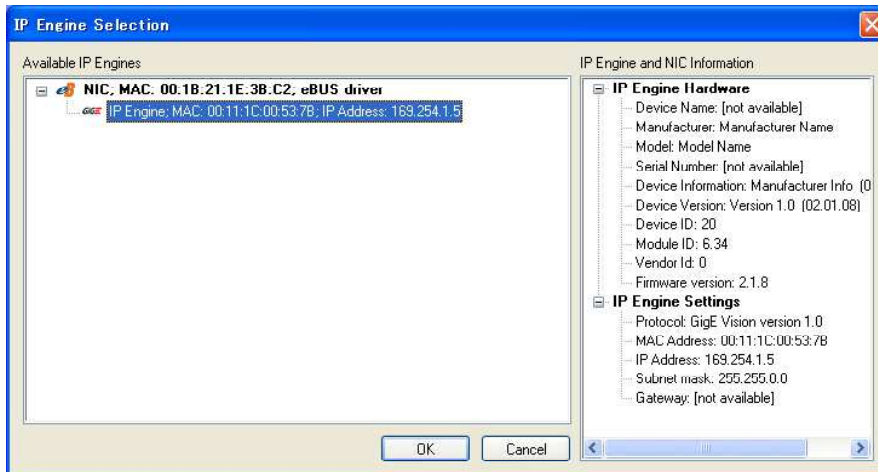 IP Engine Selection
Available IP Engines
NIC, MAC: 00:1B:21:1E:3B:C2, eBUS driver
GIGE IP Engine; MAC: 00:11:1C:00:53:7B; IP Address: 169.254.1.5
OK
Cancel
IP Engine and NIC Information
IP Engine Hardware
Device Name: [not available]
Manufacturer: Manufacturer Name
Model: Model Name
Serial Number: [not available]
Device Information: Manufacturer Info (0
Device Version: Version 1.0 (02.01.08)
Device ID: 20
Module ID: 6.34
Vendor Id: 0
Firmware version: 2.1.8
IP Engine Settings
Protocol: GigE Vision version 1.0
MAC Address: 00:11:1C:00:53:7B
IP Address: 169.254.1.5
Subnet mask: 255.255.0.0
Gateway: [not available]